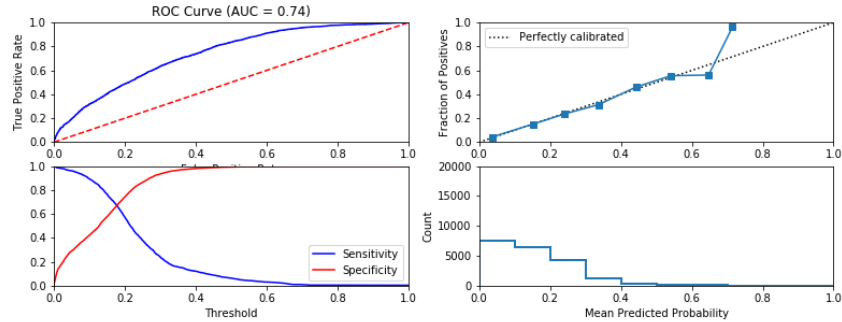 ROC Curve (AUC = 0.74)
True Positive Rate
1.0
0.8
0.6
0.4
0.2
0.0
0.0 0.2 0.4 0.6 0.8 1.0
Fraction of Positives
1.0
0.8
0.6
0.4
0.2
0.0
Perfectly calibrated
0.0 0.2 0.4 0.6 0.8 1.0
1.0
0.8
0.6
0.4
0.2
0.0
Sensitivity
Specificity
0.0 0.2 0.4 0.6 0.8 1.0
Threshold
Count
20000
15000
10000
5000
0
0.0 0.2 0.4 0.6 0.8 1.0
Mean Predicted Probability